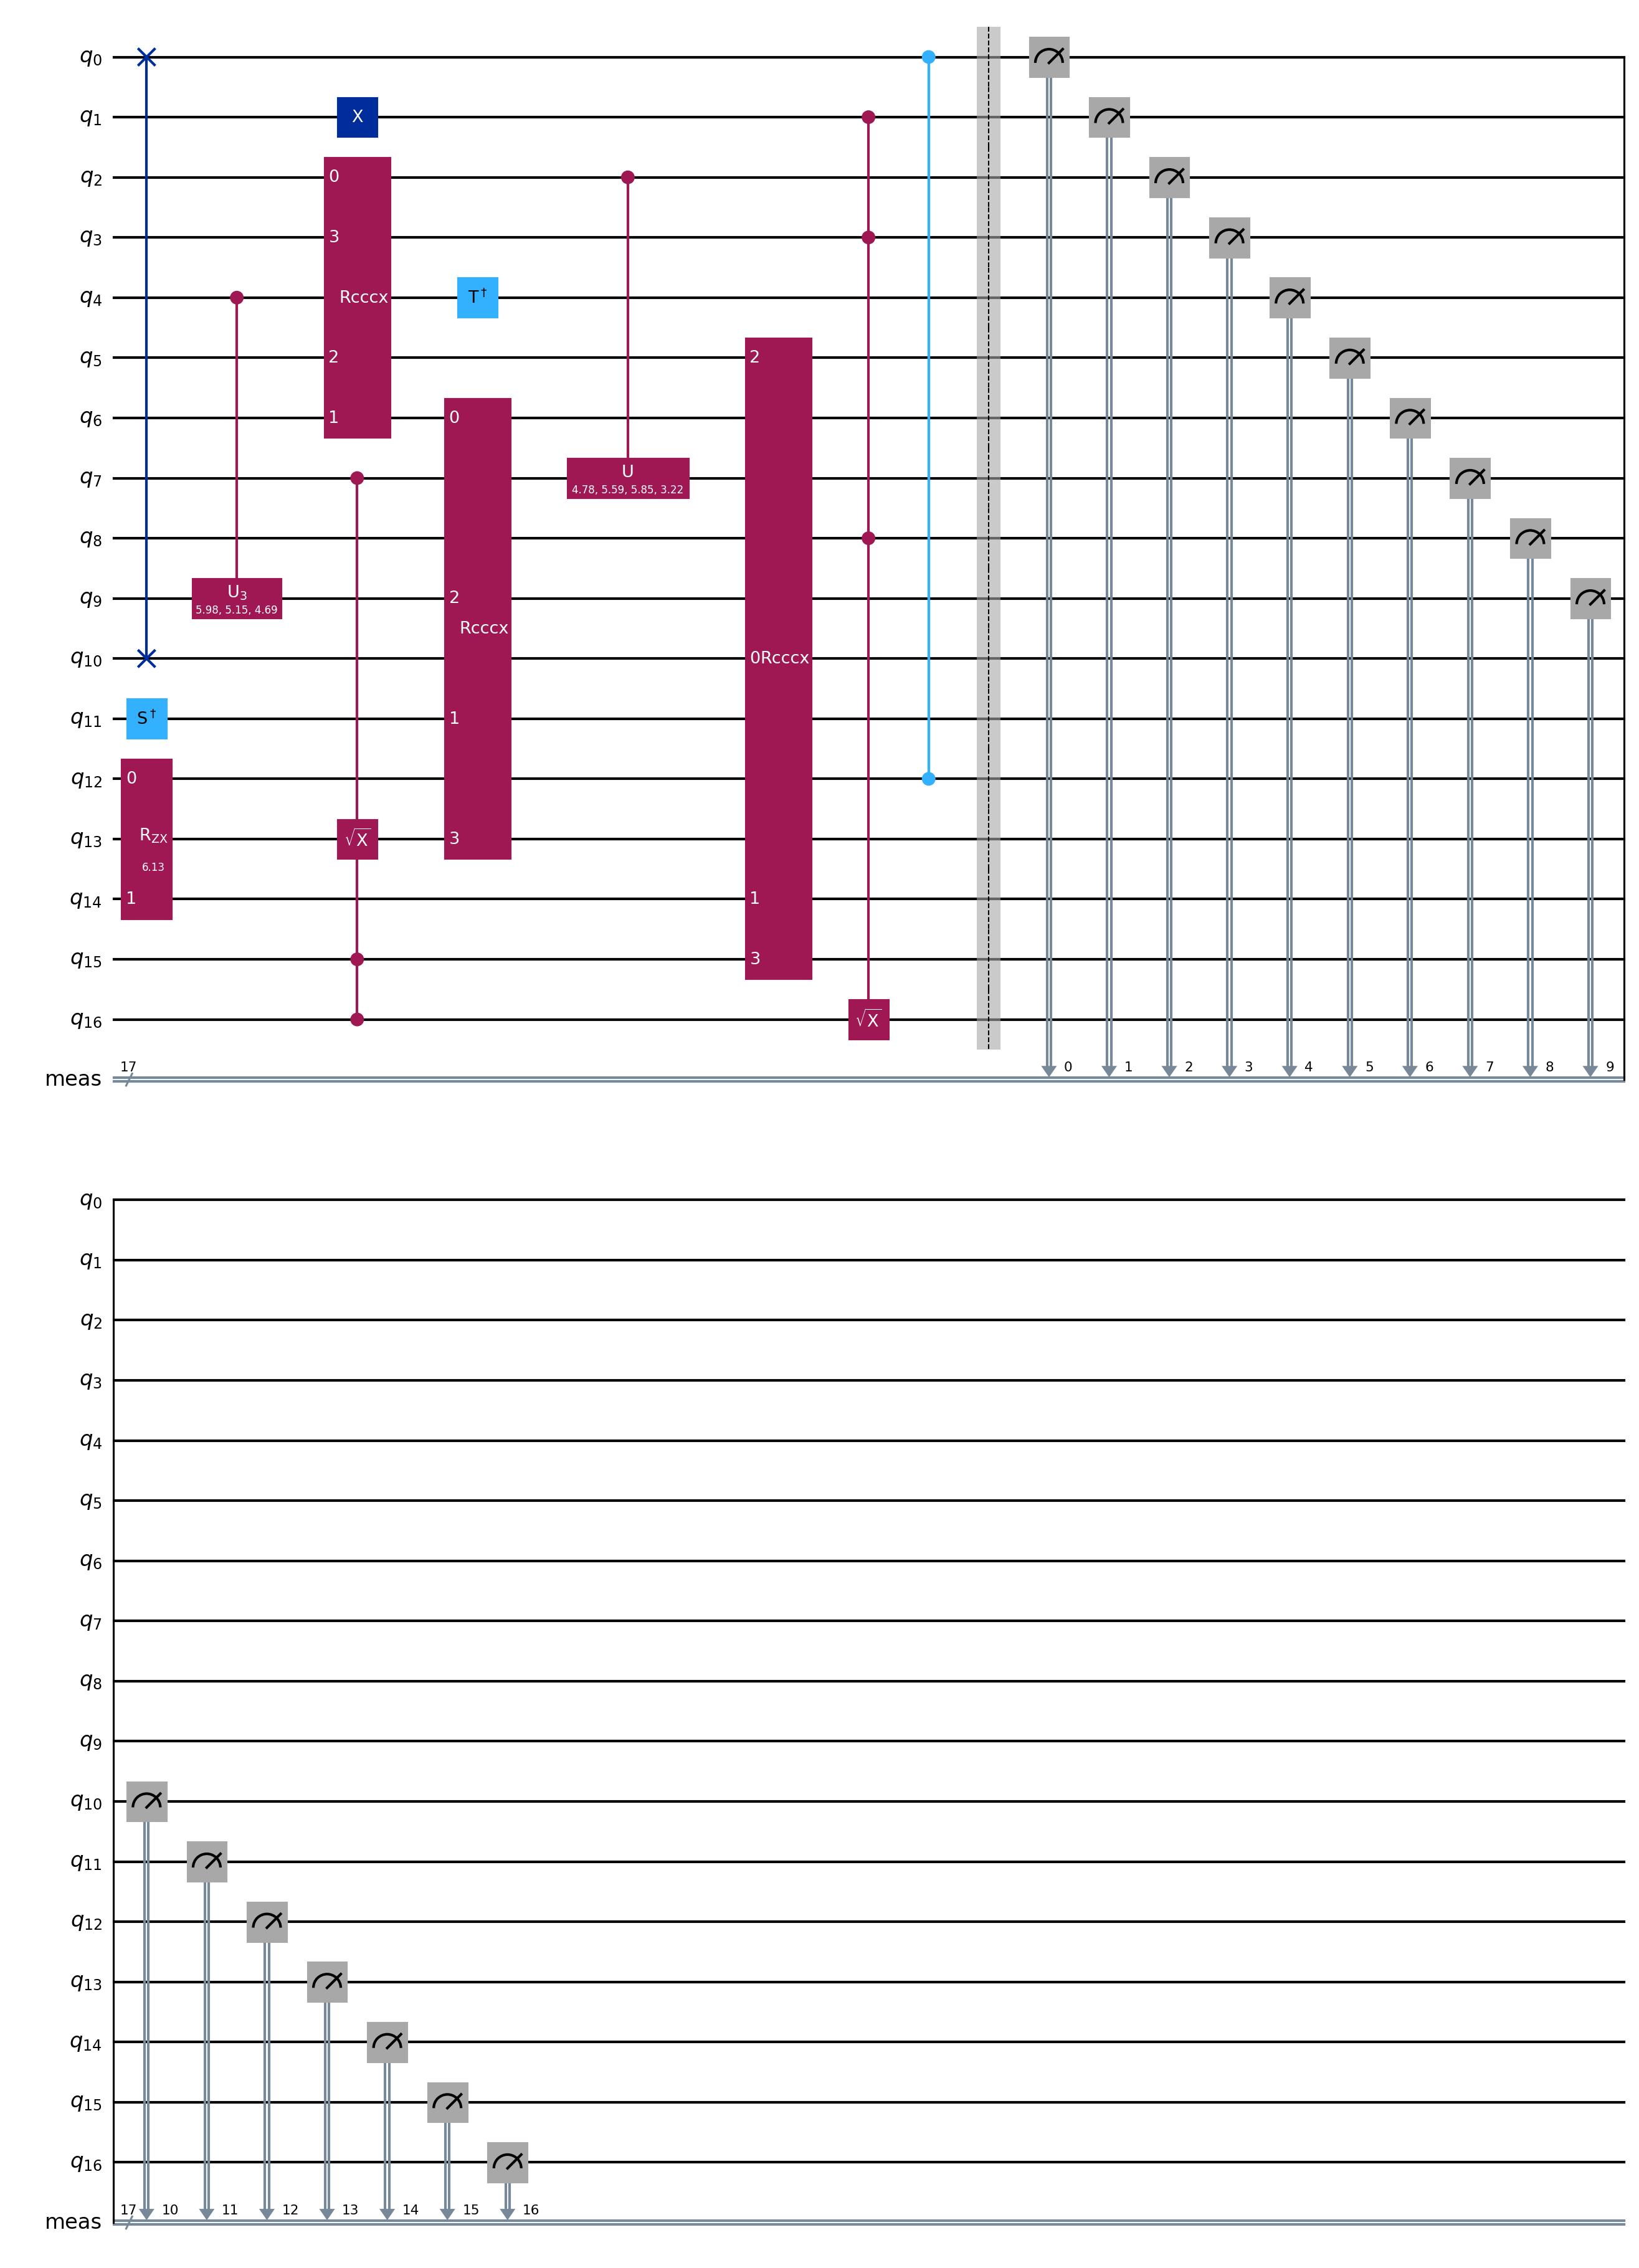 q0
q1
X
q2
0
q3
3
q4
Rcccx
T†
q5
2
2
q6
1
0
q7
U
4.78, 5.59, 5.85, 3.22
q8
q9
U3
5.98, 5.15, 4.69
2
Rcccx
q10
0Rcccx
q11
S†
1
q12
0
q13
RZX
6.13
√X
3
q14
1
1
q15
3
q16
√X
meas
17
0
1
2
3
4
5
6
7
8
9
q0
q1
q2
q3
q4
q5
q6
q7
q8
q9
q10
q11
q12
q13
q14
q15
q16
meas
17
10
11
12
13
14
15
16